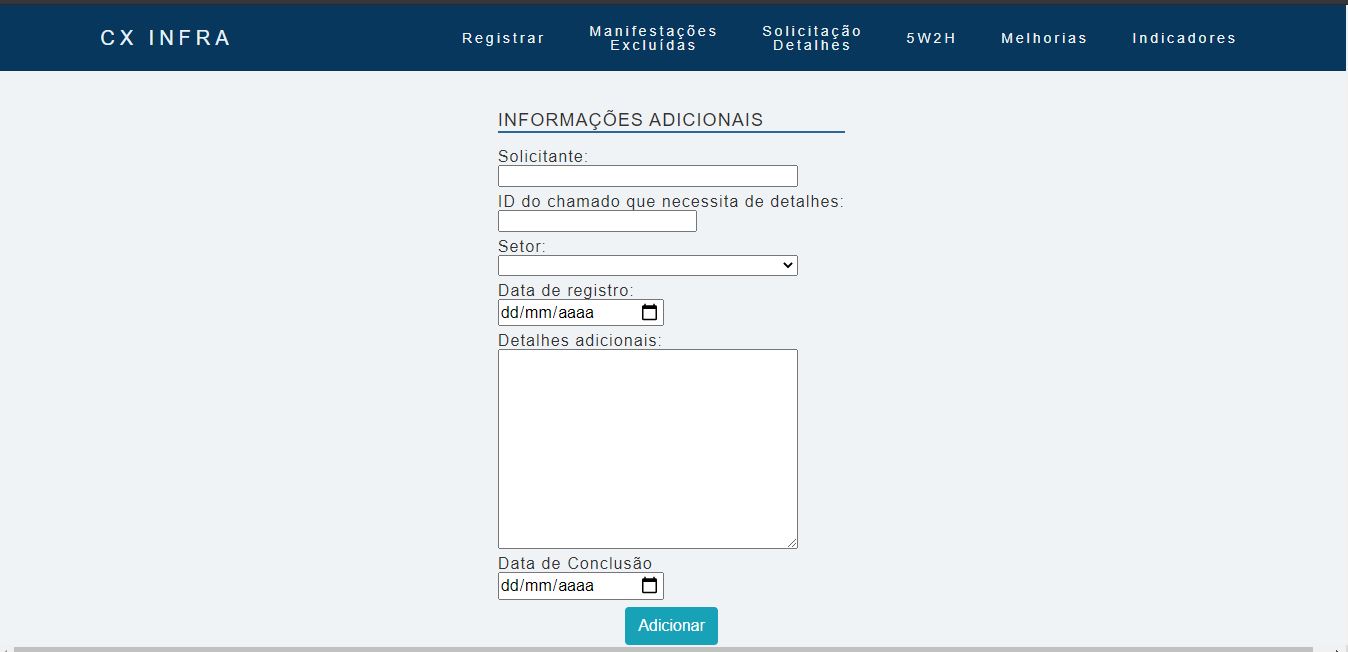 CX INFRA
Registrar
Manifestações
Excluídas
Solicitação
Detalhes
5W2H
Melhorias
Indicadores
INFORMAÇÕES ADICIONAIS
Solicitante:
ID do chamado que necessita de detalhes:
Setor:
Data de registro:
dd/mm/aaaa
Detalhes adicionais:
Data de Conclusão
dd/mm/aaaa
Adicionar